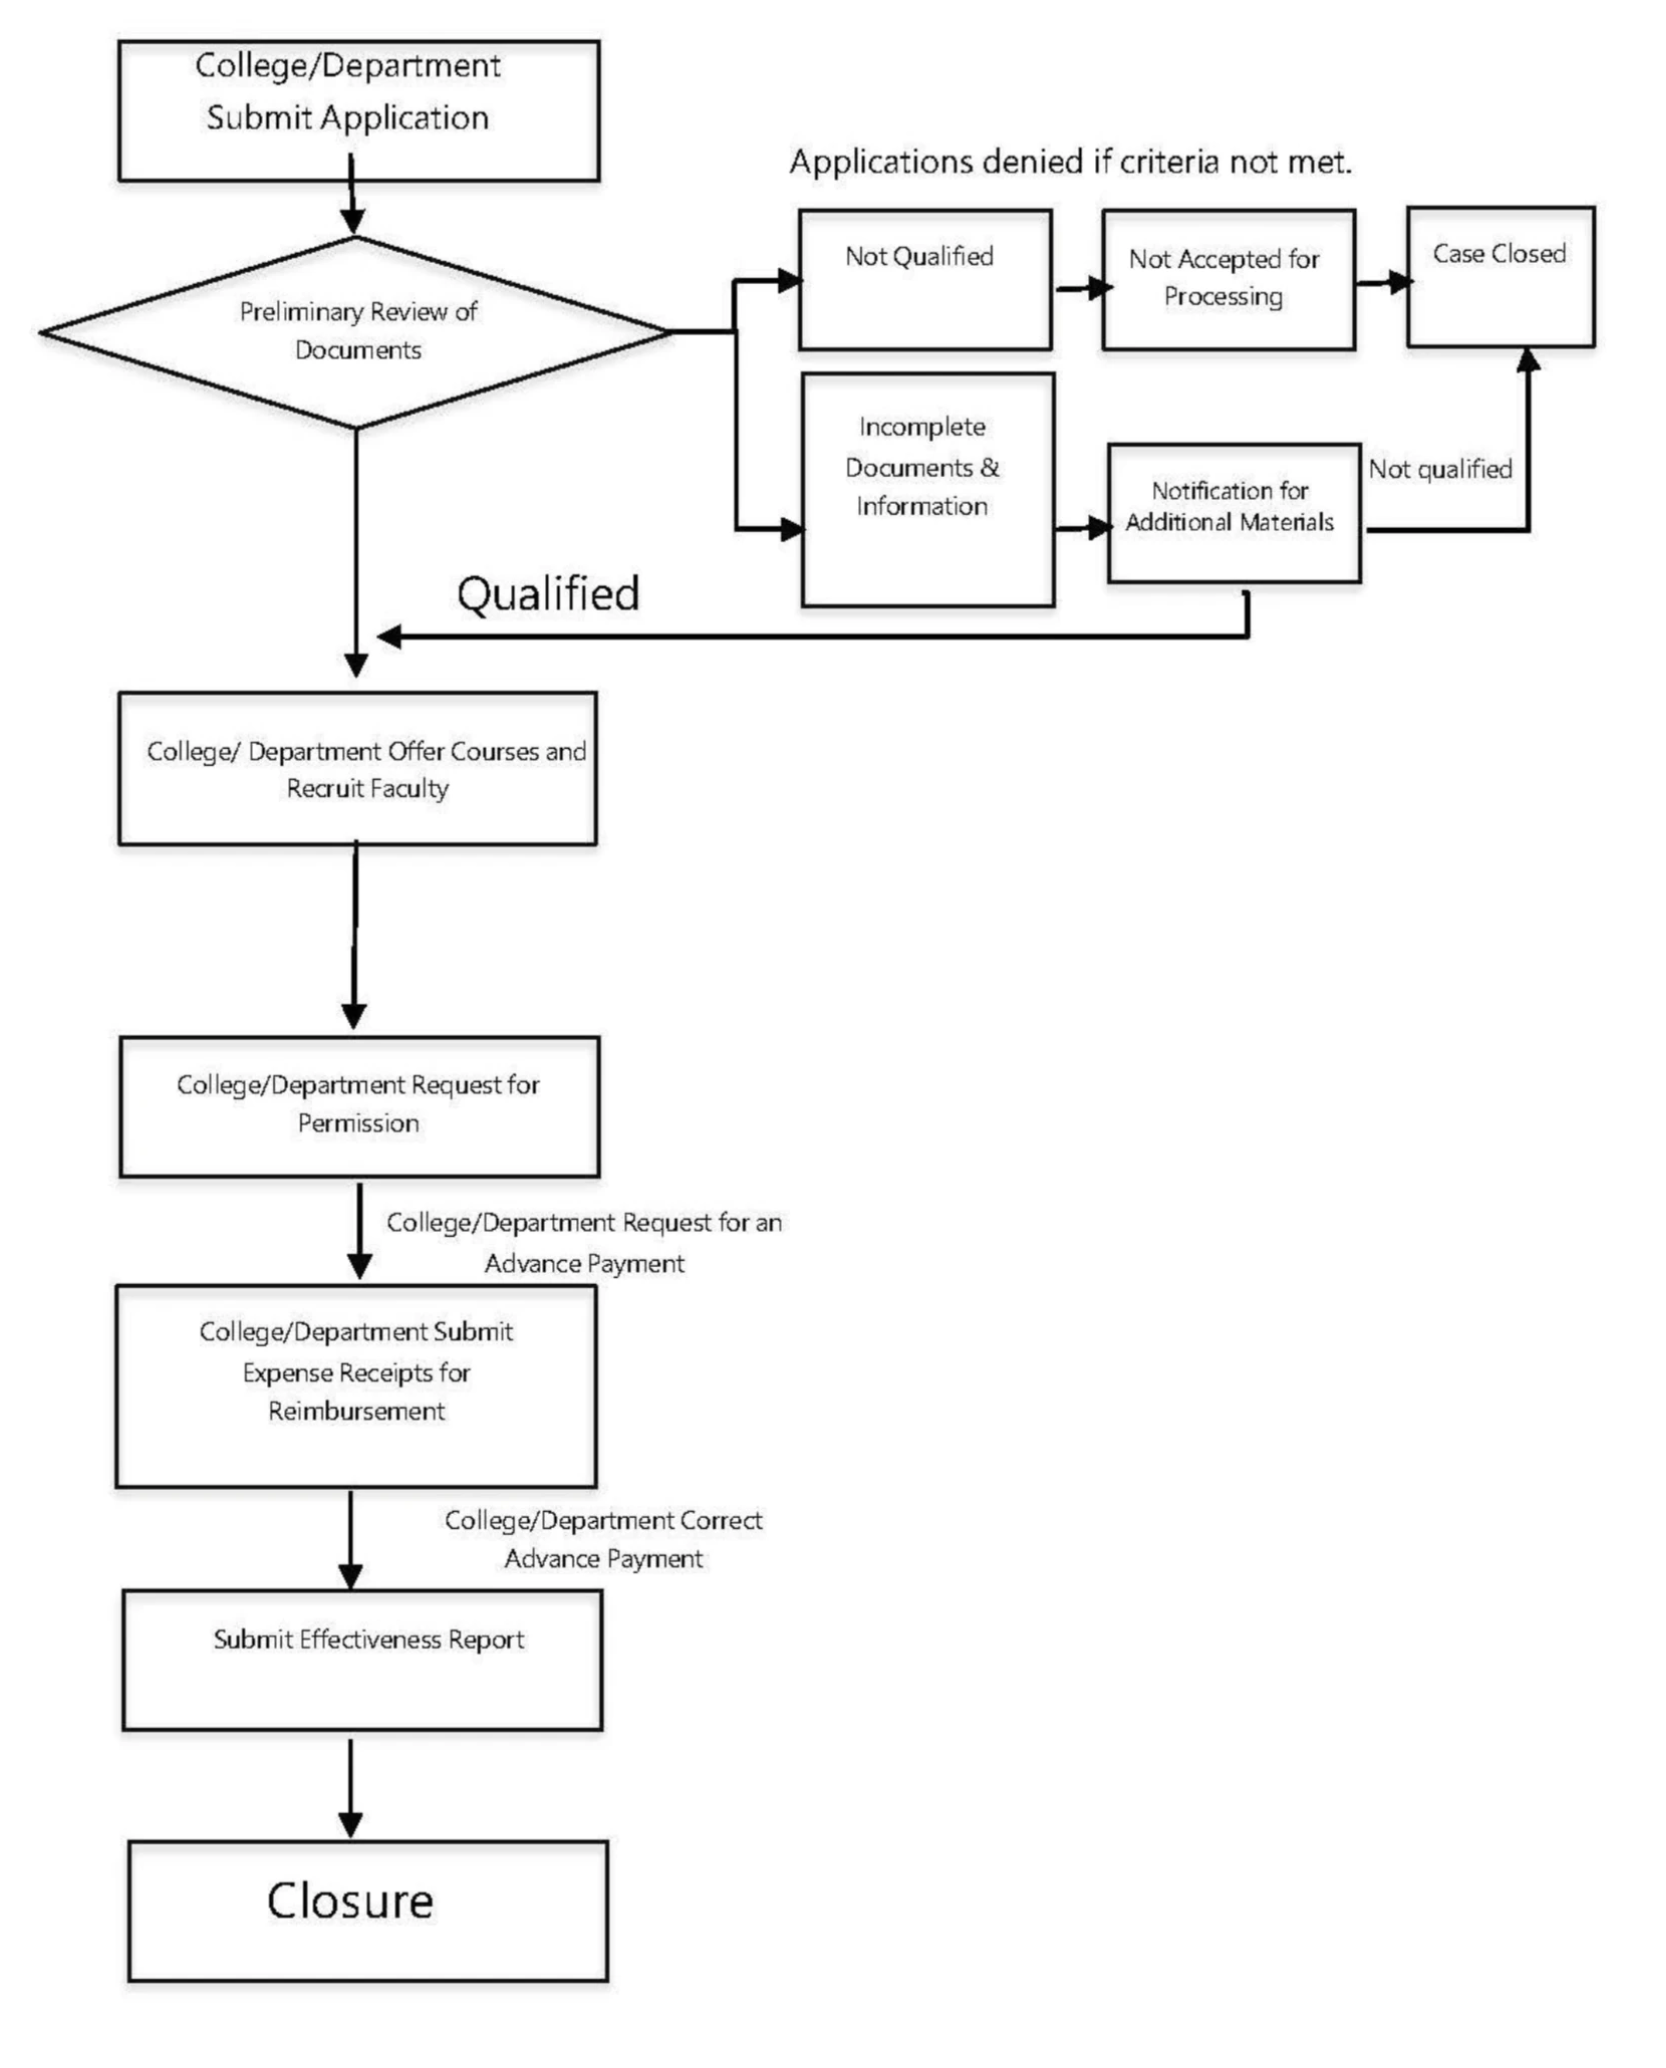 College/Department
Submit Application
Applications denied if criteria not met.
Preliminary Review of
Documents
Not Qualified
Not Accepted for
Processing
Case Closed
Incomplete
Documents &
Information
Notification for
Additional Materials
Not qualified
Qualified
College/ Department Offer Courses and
Recruit Faculty
College/Department Request for
Permission
College/Department Request for an
Advance Payment
College/Department Submit
Expense Receipts for
Reimbursement
College/Department Correct
Advance Payment
Submit Effectiveness Report
Closure